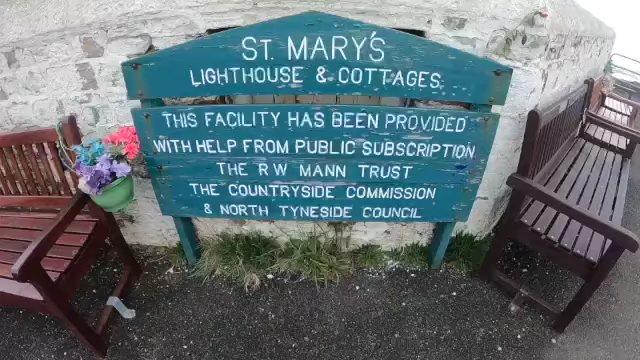 ST. MARY'S
LIGHTHOUSE & COTTAGES
THIS FACILITY HAS BEEN PROVIDED
WITH HELP FROM PUBLIC SUBSCRIPTION
THE R W MANN TRUST
THE COUNTRYSIDE COMMISSION
& NORTH TYNESIDE COUNCIL